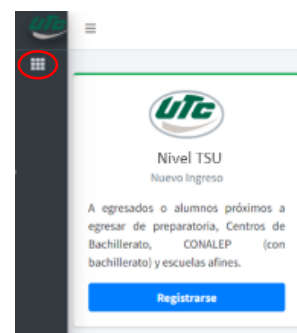 utc
UTC
Nivel TSU
Nuevo Ingreso
A egresados o alumnos próximos a
egresar de preparatoria, Centros de
Bachillerato, CONALEP (con
bachillerato) y escuelas afines.
Registrarse